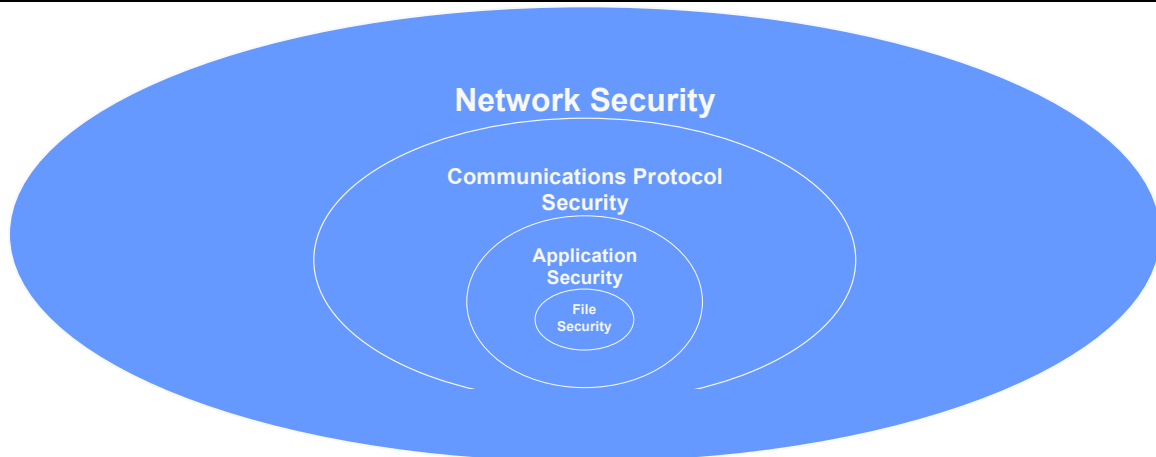 Network Security
Communications Protocol
Security
Application
Security
File
Security